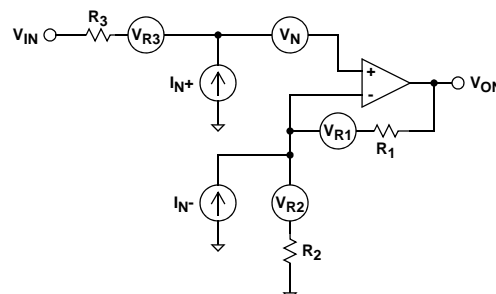 R3
VIN
VR3
VN
IN+
+
-
VON
VR1
R1
IN-
VR2
R2